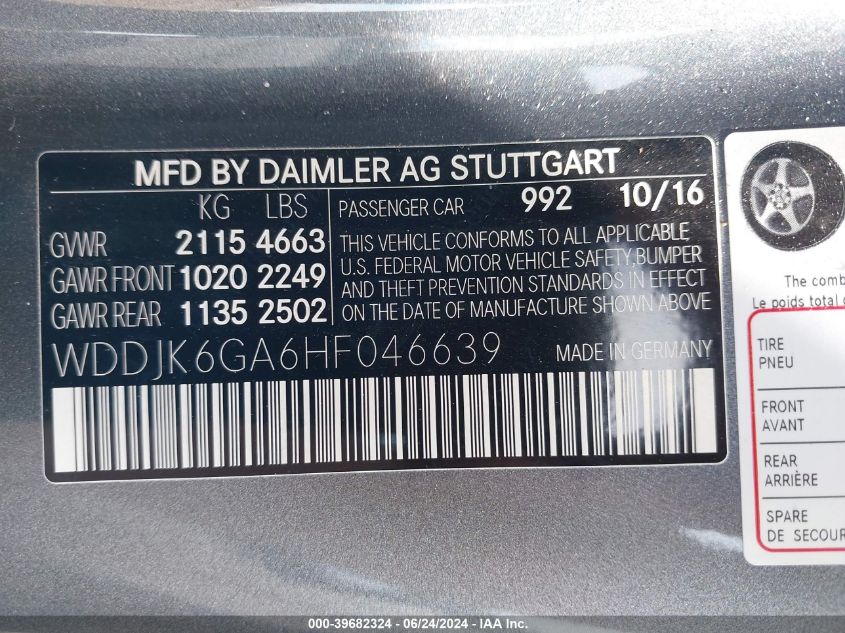 MFD BY DAIMLER AG STUTTGART
KG LBS
GVWR 2115 4663
GAWR FRONT 1020 2249
GAWR REAR 1135 2502
PASSENGER CAR 992 10/16
THIS VEHICLE CONFORMS TO ALL APPLICABLE
U.S. FEDERAL MOTOR VEHICLE SAFETY,BUMPER
AND THEFT PREVENTION STANDARDS IN EFFECT
ON THE DATE OF MANUFACTURE SHOWN ABOVE
WDDJK6GA6HF046639 MADE IN GERMANY
The comb
Le poids total
TIRE
PNEU
FRONT
AVANT
REAR
ARRIÈRE
SPARE
DE SECOUR
000-39682324 | 06/24/2024 | IAA Inc.